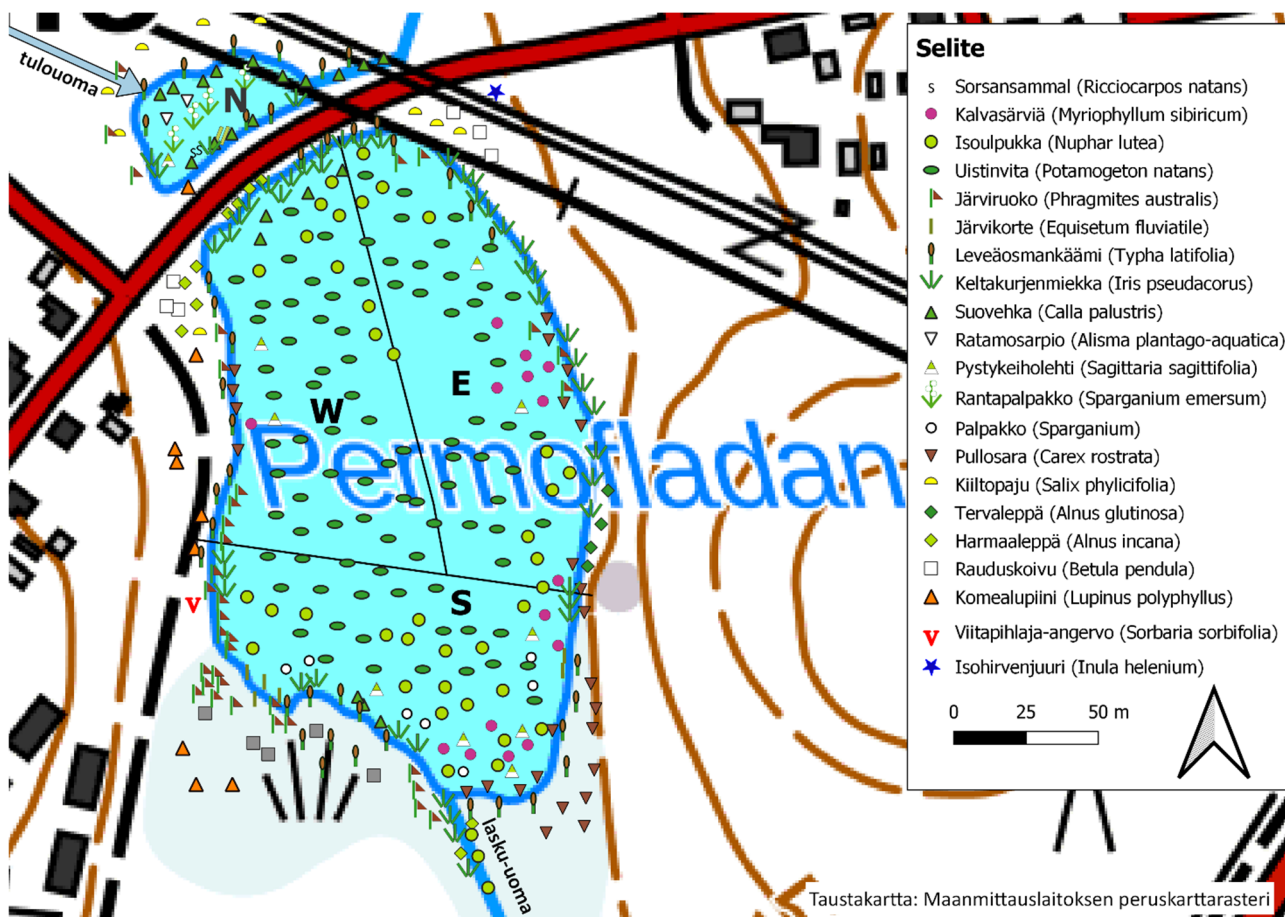 tulouoma
N
W
E
Permofladan
S
lasku-uoma
Selite
s Sorsansammal (Ricciocarpos natans)
Kalvasärviä (Myriophyllum sibiricum)
Isoulpukka (Nuphar lutea)
Uistinvita (Potamogeton natans)
Järviruoko (Phragmites australis)
Järvikorte (Equisetum fluviatile)
Leveäosmankäämi (Typha latifolia)
Keltakurjenmiekka (Iris pseudacorus)
Suovehka (Calla palustris)
Ratamosarpio (Alisma plantago-aquatica)
Pystykeiholehti (Sagittaria sagittifolia)
Rantapalpakko (Sparganium emersum)
Palpakko (Sparganium)
Pullosara (Carex rostrata)
Kiiltopaju (Salix phylicifolia)
Tervaleppä (Alnus glutinosa)
Harmaaleppä (Alnus incana)
Rauduskoivu (Betula pendula)
Komealupiini (Lupinus polyphyllus)
v Viitapihlaja-angervo (Sorbaria sorbifolia)
Isohirvenjuuri (Inula helenium)
0 25 50 m
Taustakartta: Maanmittauslaitoksen peruskarttarasteri
ss
v